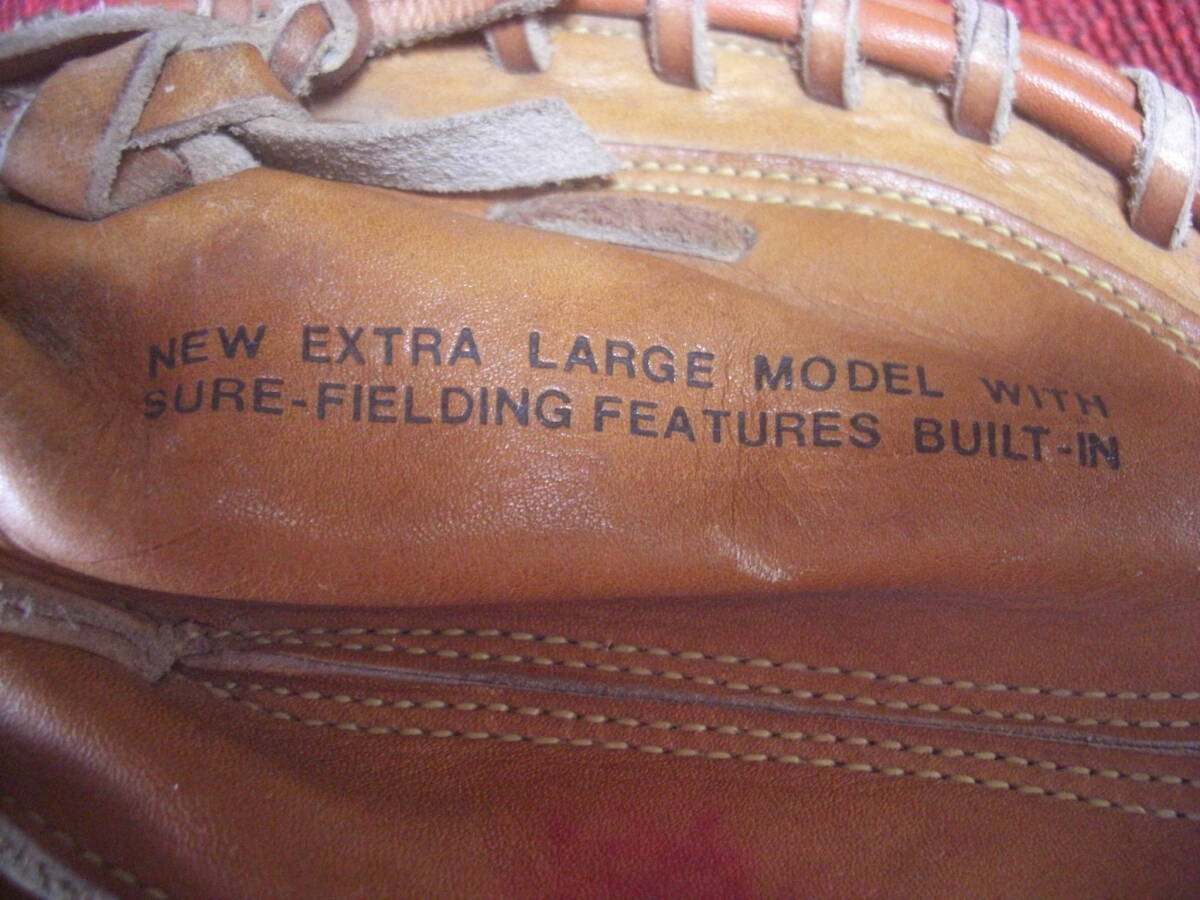 NEW EXTRA LARGE MODEL WITH
SURE-FIELDING FEATURES BUILT-IN